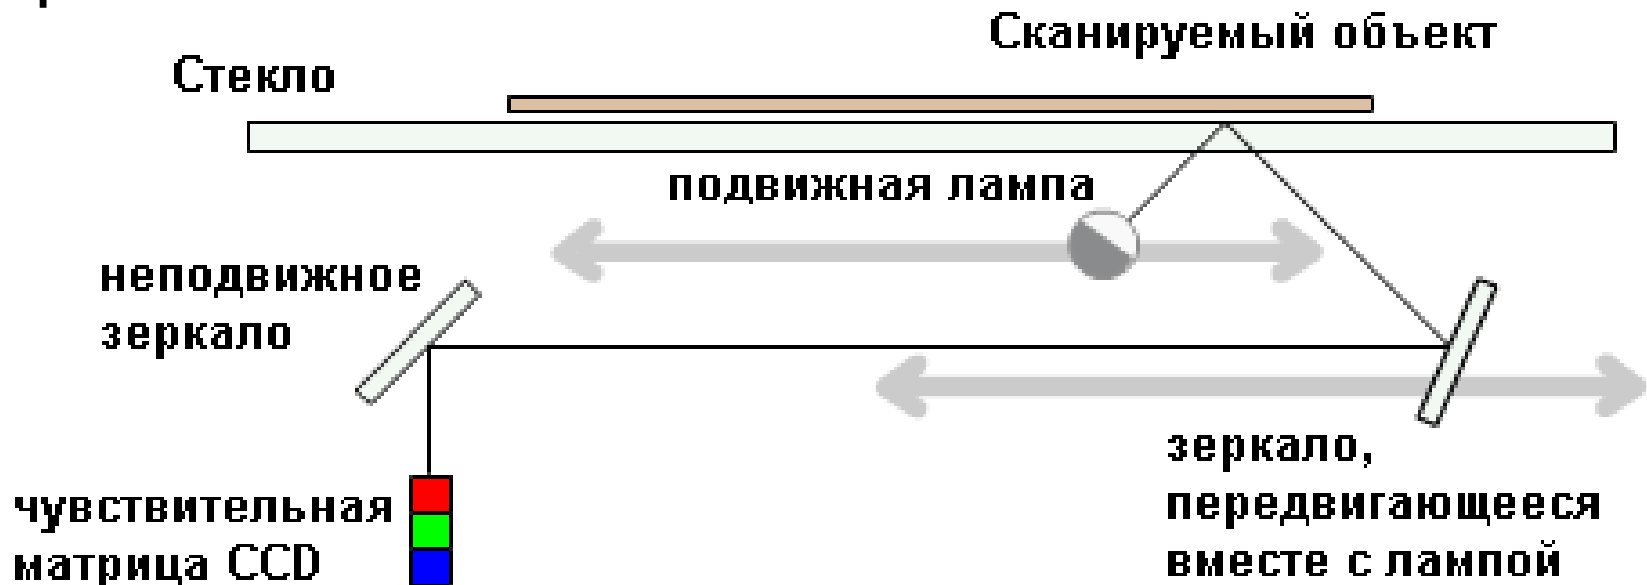 Сканируемый объект
Стекло
подвижная лампа
неподвижное
зеркало
зеркало,
передвигающееся
вместе с лампой
чувствительная
матрица CCD